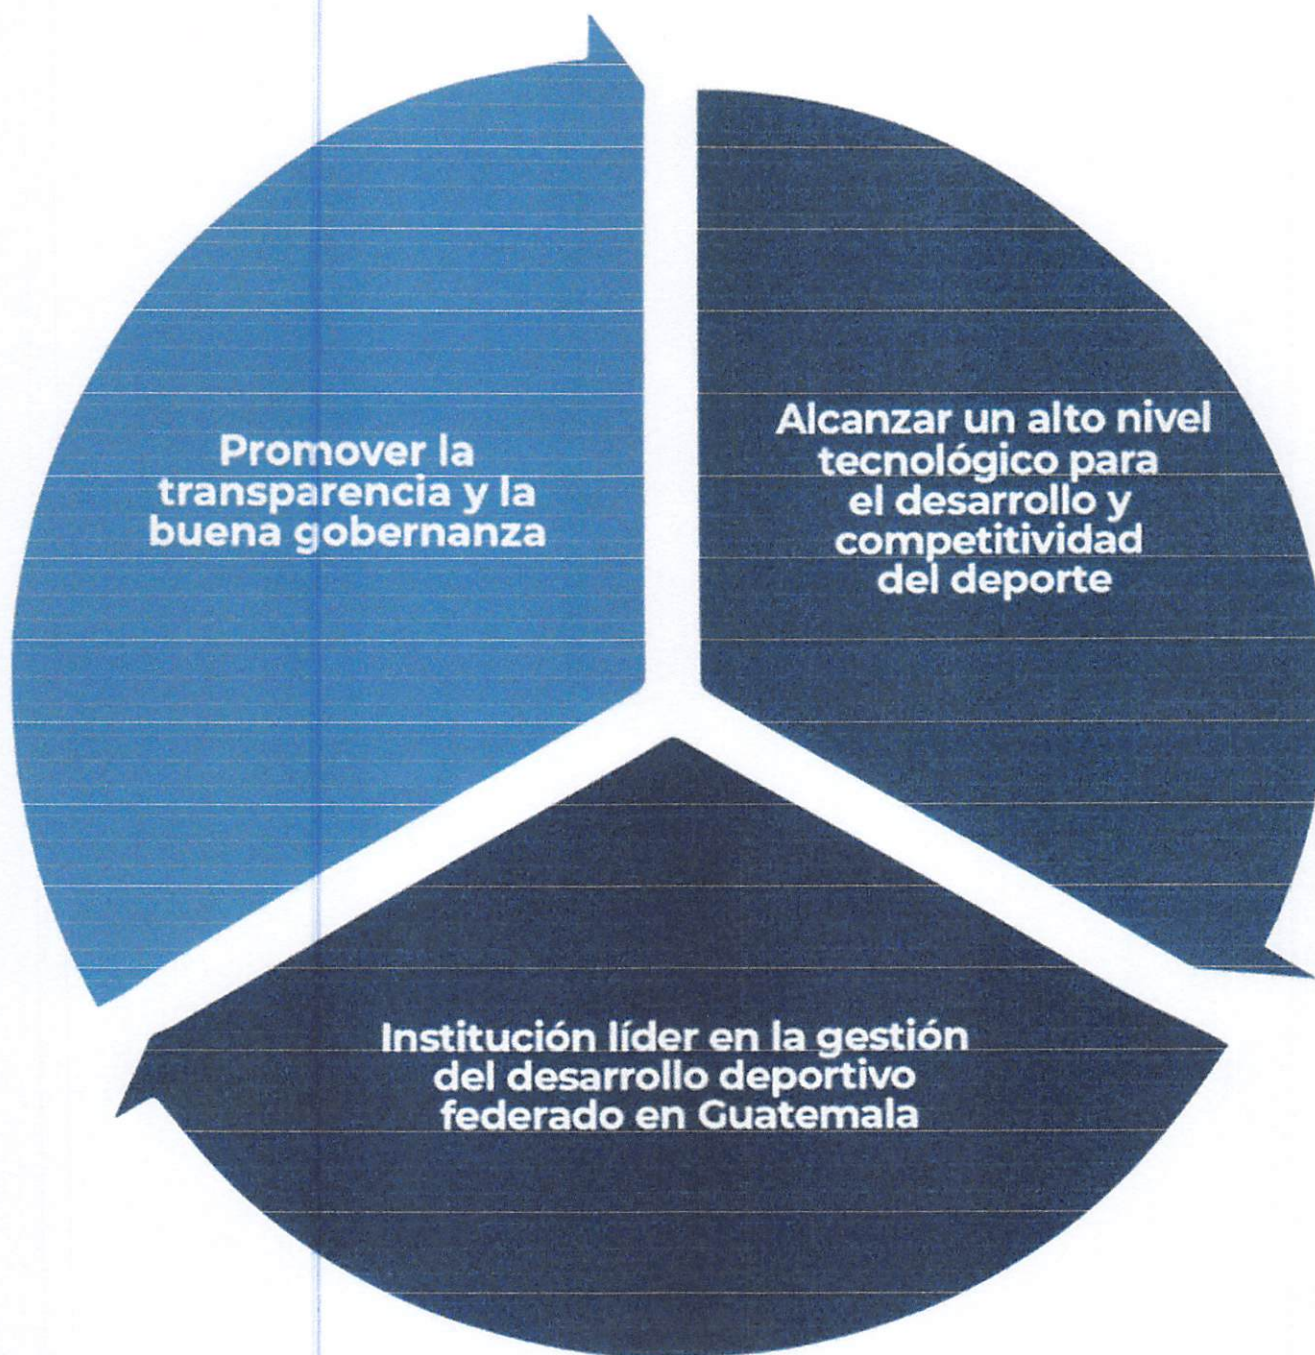 Promover la
transparencia y la
buena gobernanza
Alcanzar un alto nivel
tecnológico para
el desarrollo y
competitividad
del deporte
Institución líder en la gestión
del desarrollo deportivo
federado en Guatemala